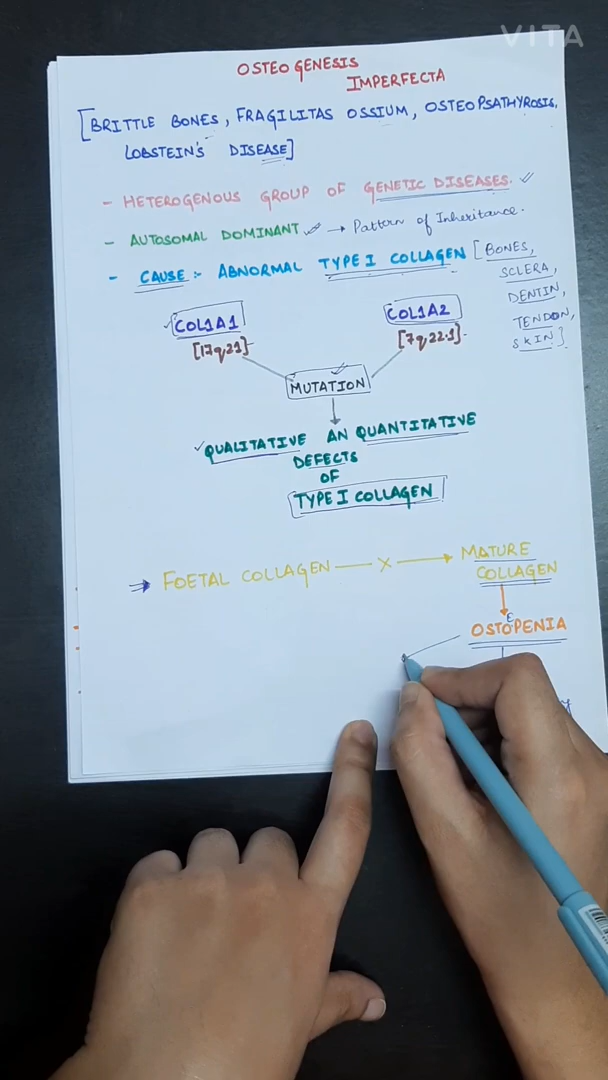 VITA
OSTEOGENESIS
IMPERFECTA
[BRITTLE BONES, FRAGILITAS OSSIUM, OSTEOPSATHYROSIS,
LOBSTEIN'S DISEASE]
- HETEROGENOUS GROUP OF GENETIC DISEASES.
- AUTOSOMAL DOMINANT → Pattern of Inheritance.
- CAUSE :- ABNORMAL TYPE I COLLAGEN [BONES,
SCLERA,
DENTIN,
TENDON,
SKIN]
COL1A1 COL1A2
[17q21] [7q22.1]
MUTATION
QUALITATIVE AN QUANTITATIVE
DEFECTS
OF
TYPE I COLLAGEN
⇒ FOETAL COLLAGEN — X → MATURE
COLLAGEN
OSTEOPENIA